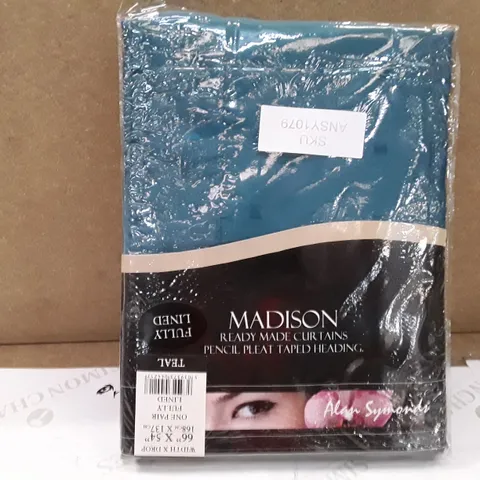 SKU
ANSY1079
FULLY
LINED
MADISON
READY MADE CURTAINS
PENCIL PLEAT TAPED HEADING.
TEAL
WIDTH X DROP
66" X 54"
168cm X 137cm
ONE PAIR
FULLY
LINED
Alan Symonds